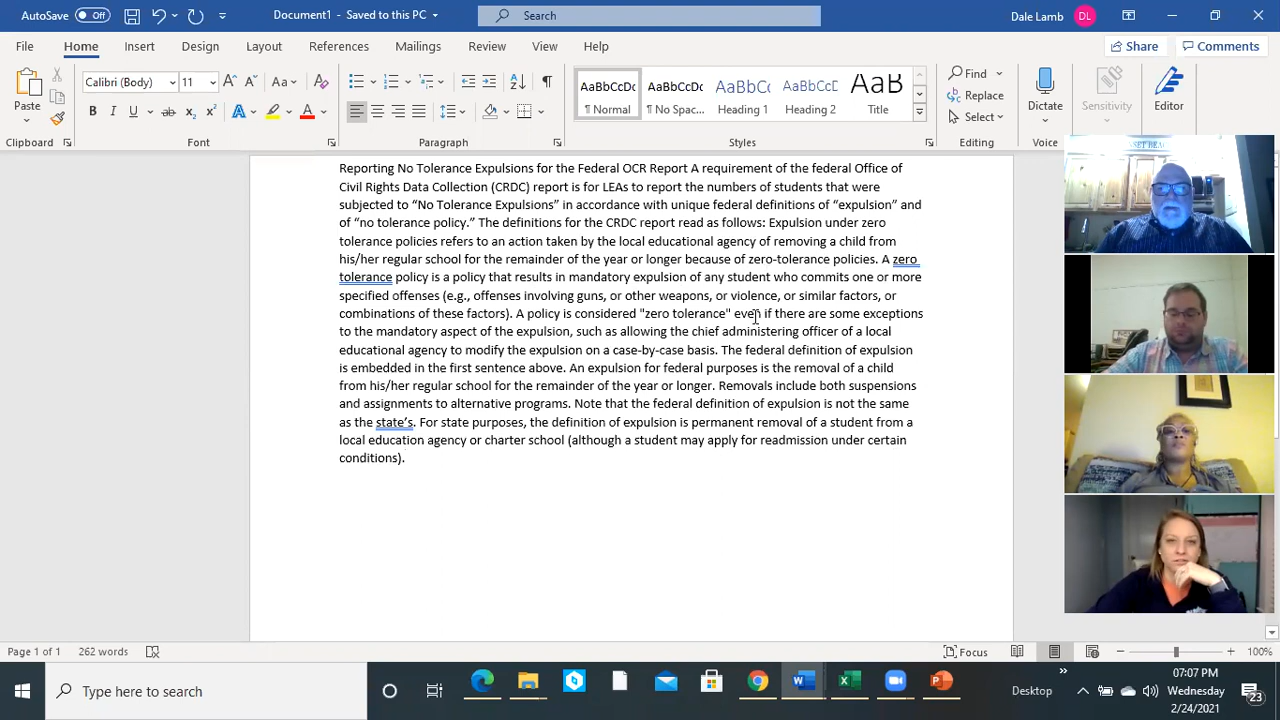 AutoSave Off Document1 - Saved to this PC Search Dale Lamb DL
File Home Insert Design Layout References Mailings Review View Help Share Comments
Calibri (Body) 11 Aa AaBbCcDc AaBbCcDc AaBbCc AaBbCcC AaB Find
Paste ¶ Normal ¶ No Spac... Heading 1 Heading 2 Title Replace Dictate Sensitivity Editor
B I U ab x₂ x² A A Select
Clipboard Font Paragraph Styles Editing Voice
Reporting No Tolerance Expulsions for the Federal OCR Report A requirement of the federal Office of
Civil Rights Data Collection (CRDC) report is for LEAs to report the numbers of students that were
subjected to “No Tolerance Expulsions” in accordance with unique federal definitions of “expulsion” and
of “no tolerance policy.” The definitions for the CRDC report read as follows: Expulsion under zero
tolerance policies refers to an action taken by the local educational agency of removing a child from
his/her regular school for the remainder of the year or longer because of zero-tolerance policies. A zero
tolerance policy is a policy that results in mandatory expulsion of any student who commits one or more
specified offenses (e.g., offenses involving guns, or other weapons, or violence, or similar factors, or
combinations of these factors). A policy is considered "zero tolerance" even if there are some exceptions
to the mandatory aspect of the expulsion, such as allowing the chief administering officer of a local
educational agency to modify the expulsion on a case-by-case basis. The federal definition of expulsion
is embedded in the first sentence above. An expulsion for federal purposes is the removal of a child
from his/her regular school for the remainder of the year or longer. Removals include both suspensions
and assignments to alternative programs. Note that the federal definition of expulsion is not the same
as the state’s. For state purposes, the definition of expulsion is permanent removal of a student from a
local education agency or charter school (although a student may apply for readmission under certain
conditions).
Page 1 of 1 262 words Focus 100%
Type here to search Desktop 07:07 PM
Wednesday
2/24/2021 23